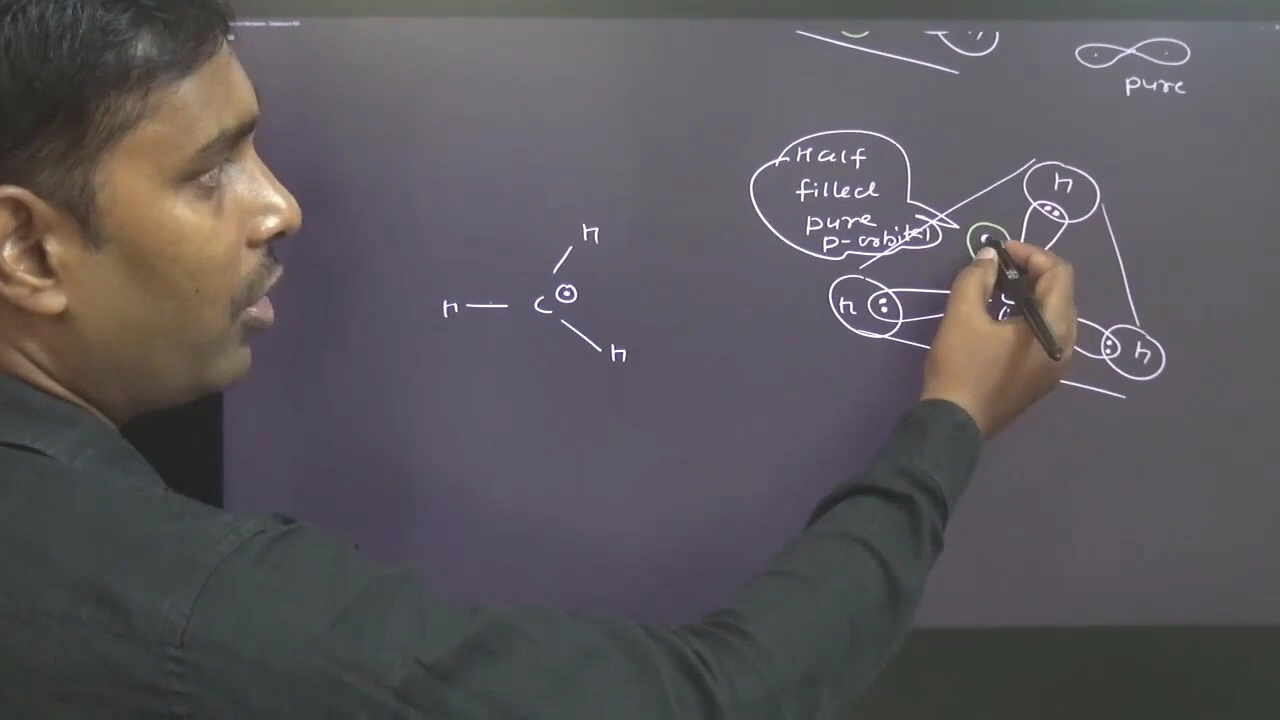 pure
Half
filled
pure
p-orbital
H
H
H
H — C
H
H